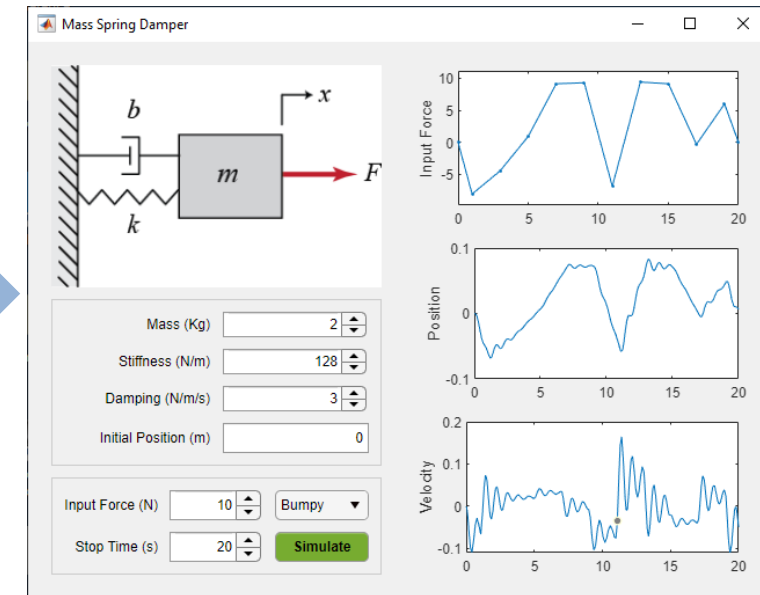 Mass Spring Damper
b
x
m
F
k
Mass (Kg) 2
Stiffness (N/m) 128
Damping (N/m/s) 3
Initial Position (m) 0
Input Force (N) 10 Bumpy
Stop Time (s) 20 Simulate
Input Force
10
5
0
-5
0 5 10 15 20
Position
0.1
0
-0.1
0 5 10 15 20
Velocity
0.2
0.1
0
-0.1
0 5 10 15 20